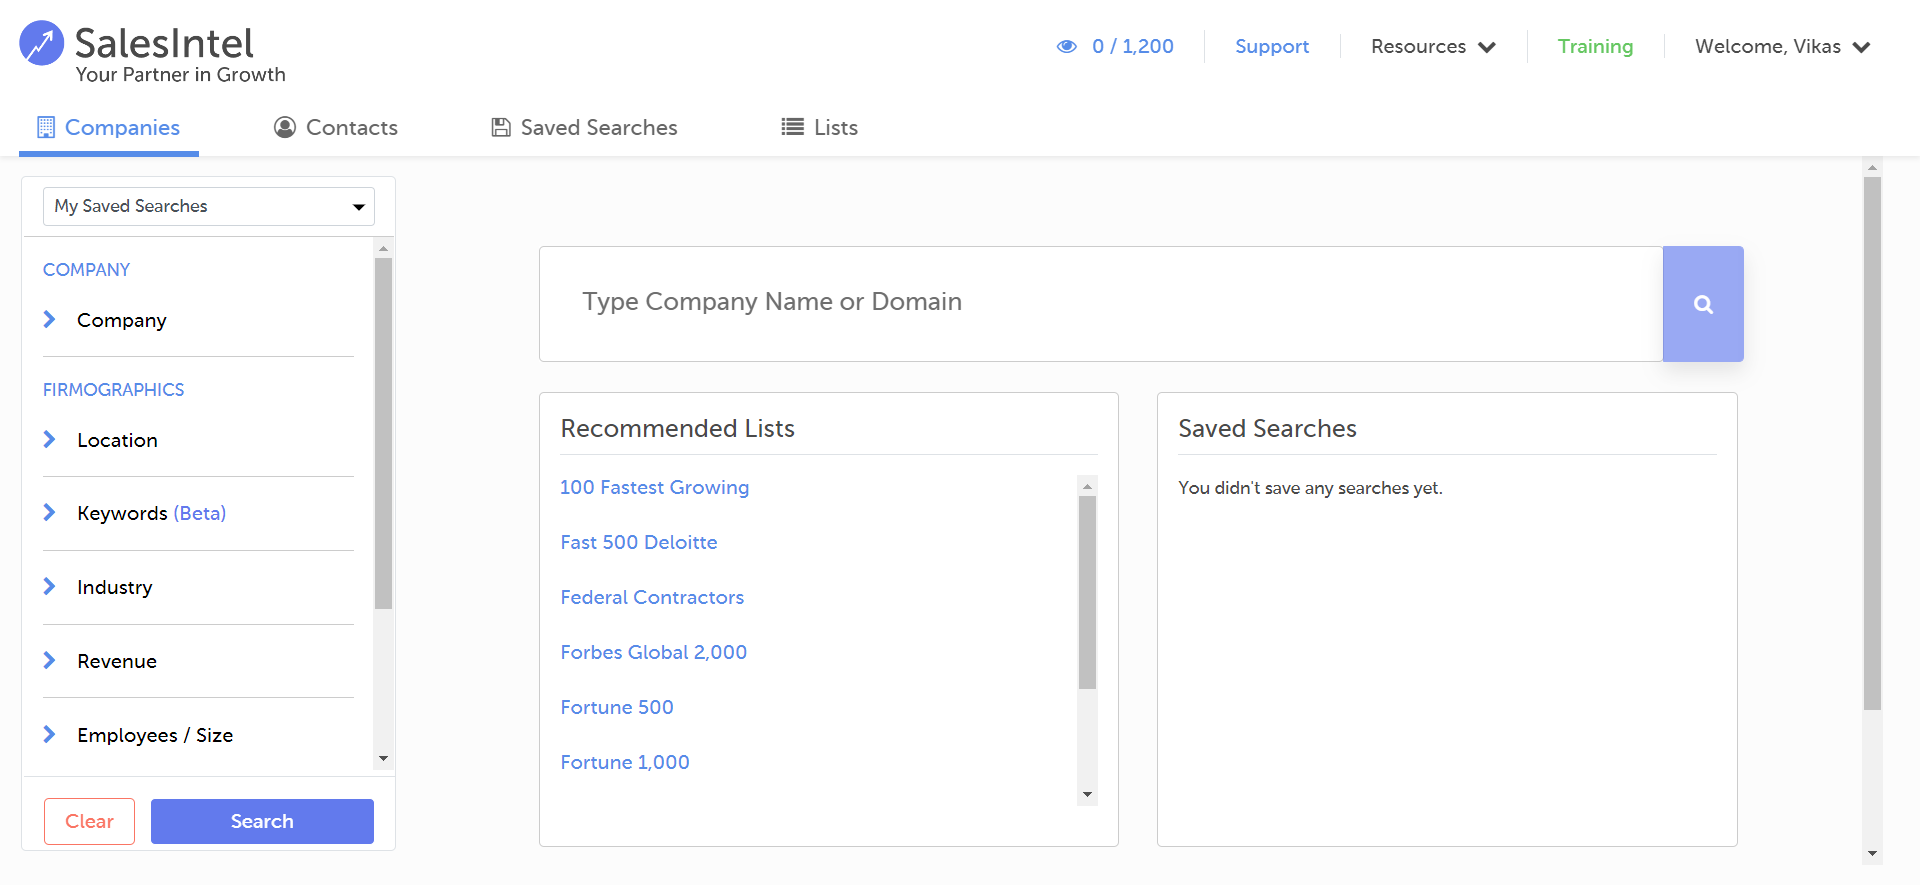 SalesIntel
Your Partner in Growth
0 / 1,200
Support
Resources
Training
Welcome, Vikas
Companies
Contacts
Saved Searches
Lists
My Saved Searches
COMPANY
Company
FIRMOGRAPHICS
Location
Keywords (Beta)
Industry
Revenue
Employees / Size
Clear
Search
Type Company Name or Domain
Recommended Lists
100 Fastest Growing
Fast 500 Deloitte
Federal Contractors
Forbes Global 2,000
Fortune 500
Fortune 1,000
Saved Searches
You didn't save any searches yet.